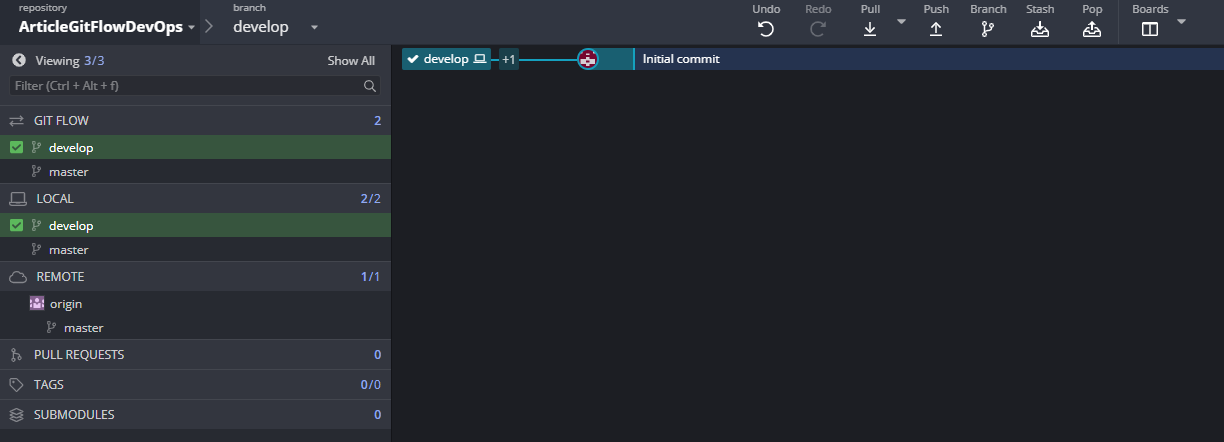 repository
ArticleGitFlowDevOps
branch
develop
Undo
Redo
Pull
Push
Branch
Stash
Pop
Boards
Viewing 3/3
Show All
Filter (Ctrl + Alt + f)
GIT FLOW 2
develop
master
LOCAL 2/2
develop
master
REMOTE 1/1
origin
master
PULL REQUESTS 0
TAGS 0/0
SUBMODULES 0
develop +1 Initial commit